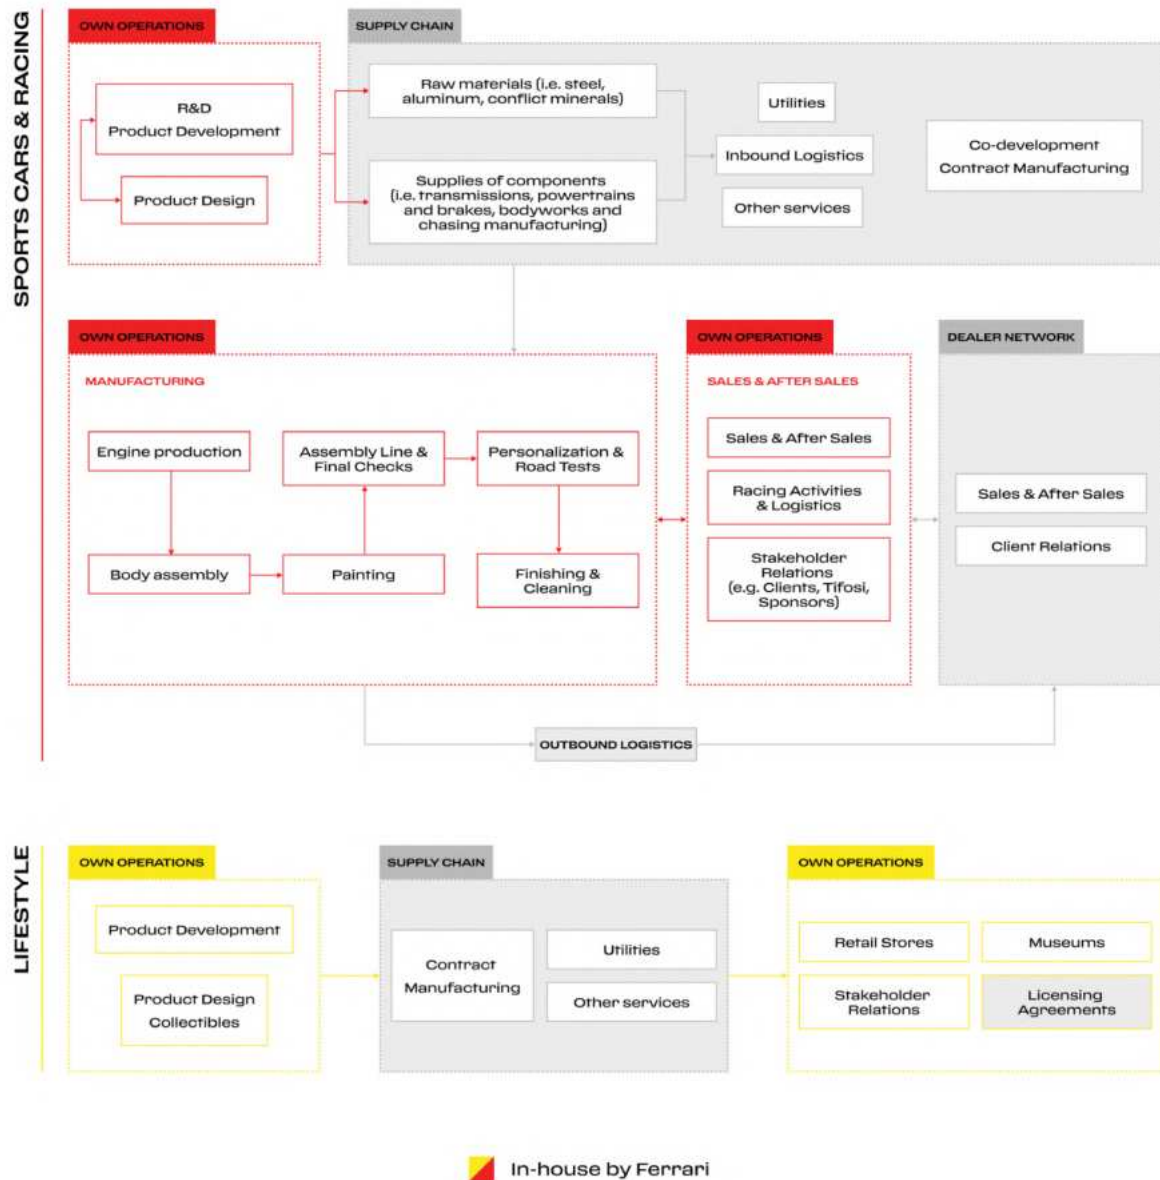 SPORTS CARS & RACING
OWN OPERATIONS
R&D
Product Development
Product Design
SUPPLY CHAIN
Raw materials (i.e. steel,
aluminum, conflict minerals)
Supplies of components
(i.e. transmissions, powertrains
and brakes, bodyworks and
chasing manufacturing)
Utilities
Inbound Logistics
Other services
Co-development
Contract Manufacturing
OWN OPERATIONS
MANUFACTURING
Engine production
Assembly Line &
Final Checks
Personalization &
Road Tests
Body assembly
Painting
Finishing &
Cleaning
OWN OPERATIONS
SALES & AFTER SALES
Sales & After Sales
Racing Activities
& Logistics
Stakeholder
Relations
(e.g. Clients, Tifosi,
Sponsors)
DEALER NETWORK
Sales & After Sales
Client Relations
OUTBOUND LOGISTICS
LIFESTYLE
OWN OPERATIONS
Product Development
Product Design
Collectibles
SUPPLY CHAIN
Contract
Manufacturing
Utilities
Other services
OWN OPERATIONS
Retail Stores
Museums
Stakeholder
Relations
Licensing
Agreements
In-house by Ferrari